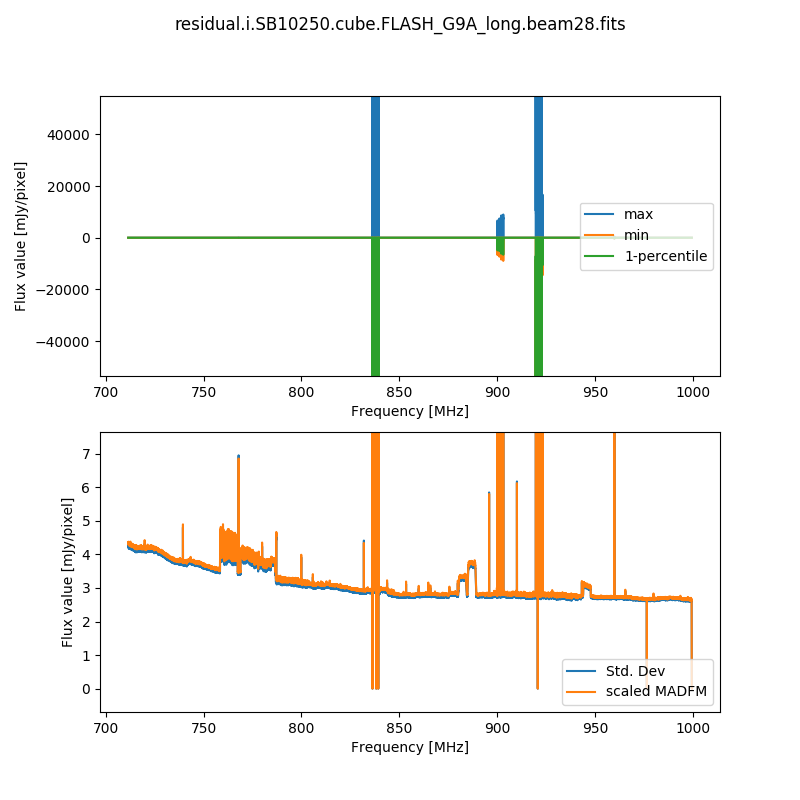 residual.i.SB10250.cube.FLASH_G9A_long.beam28.fits
Flux value [mJy/pixel]
40000
20000
0
−20000
−40000
max
min
1-percentile
700 750 800 850 900 950 1000
Frequency [MHz]
Flux value [mJy/pixel]
7
6
5
4
3
2
1
0
Std. Dev
scaled MADFM
700 750 800 850 900 950 1000
Frequency [MHz]